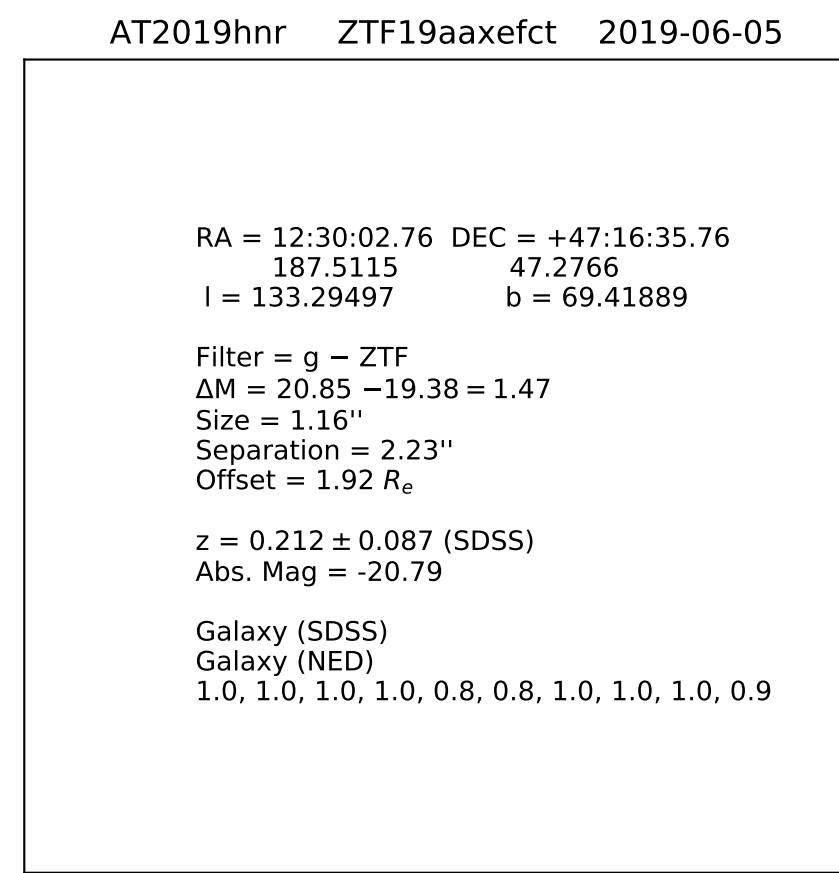 AT2019hnr ZTF19aaxefct 2019-06-05
RA = 12:30:02.76 DEC = +47:16:35.76
187.5115 47.2766
l = 133.29497 b = 69.41889
Filter = g − ZTF
ΔM = 20.85 −19.38 = 1.47
Size = 1.16''
Separation = 2.23''
Offset = 1.92 Rₑ
z = 0.212 ± 0.087 (SDSS)
Abs. Mag = -20.79
Galaxy (SDSS)
Galaxy (NED)
1.0, 1.0, 1.0, 1.0, 0.8, 0.8, 1.0, 1.0, 1.0, 0.9